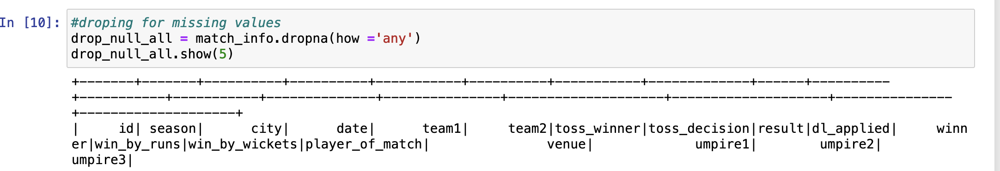 In [10]: #droping for missing values
drop_null_all = match_info.dropna(how ='any')
drop_null_all.show(5)
+-------+-------+----------+----------+-----------+----------+-----------+-------------+------+----------
+-----------+-----------+--------------+---------------+--------------------+--------------------+---------------
+--------------------+
|     id| season|      city|      date|      team1|     team2|toss_winner|toss_decision|result|dl_applied|     winn
er|win_by_runs|win_by_wickets|player_of_match|               venue|             umpire1|        umpire2|
umpire3|